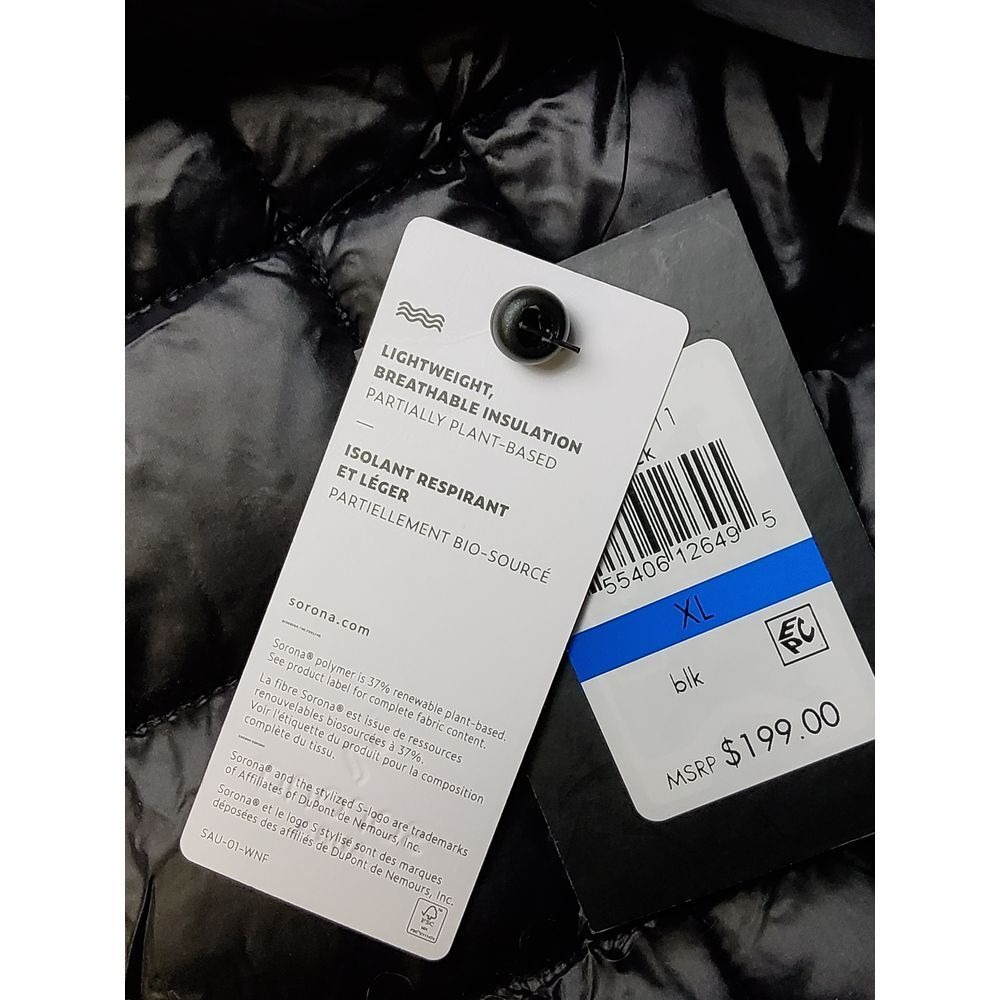 LIGHTWEIGHT,
BREATHABLE INSULATION
PARTIALLY PLANT-BASED
—
ISOLANT RESPIRANT
ET LÉGER
PARTIELLEMENT BIO-SOURCÉ
sorona.com
Sorona® polymer is 37% renewable plant-based.
See product label for complete fabric content.
La fibre Sorona® est issue de ressources
renouvelables biosourcées à 37%.
Voir l'étiquette du produit pour la composition
complète du tissu.
Sorona® and the stylized S-logo are trademarks
of Affiliates of DuPont de Nemours, Inc.
Sorona® et le logo S stylisé sont des marques
déposées des affiliés de DuPont de Nemours, Inc.
SAU-01-WNF
FSC
11
ck
55406 12649 5
XL
EPC
blk
MSRP $199.00